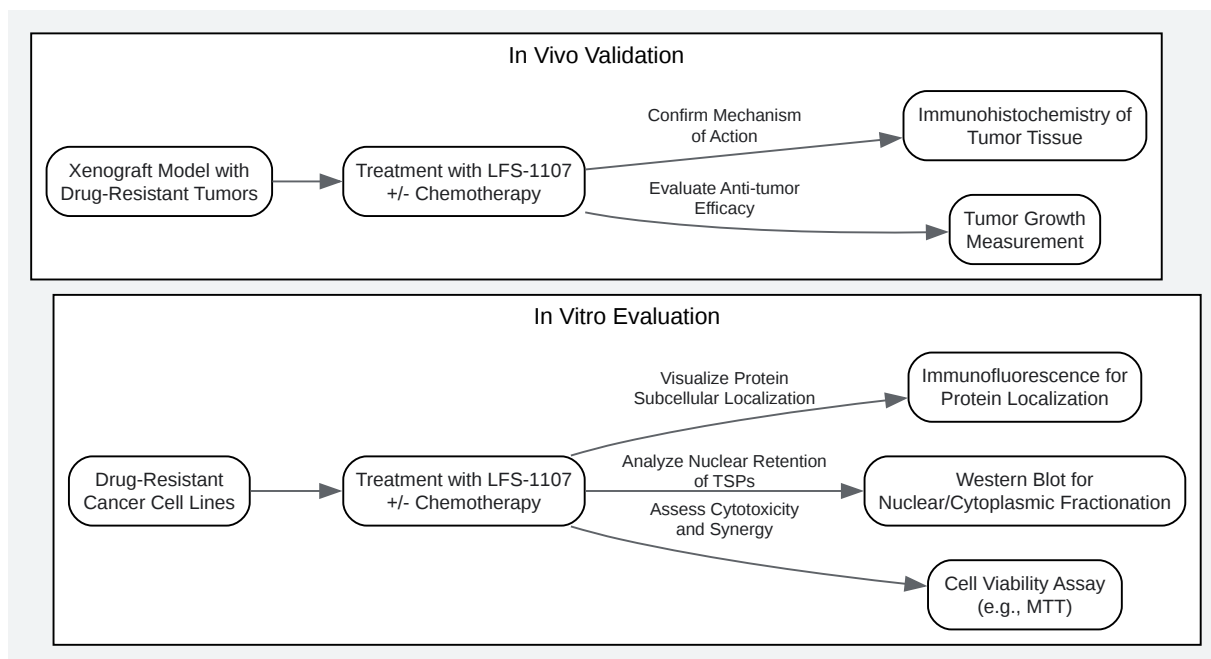 In Vivo Validation
Xenograft Model with
Drug-Resistant Tumors
Treatment with LFS-1107
+/- Chemotherapy
Confirm Mechanism
of Action
Immunohistochemistry of
Tumor Tissue
Evaluate Anti-tumor
Efficacy
Tumor Growth
Measurement
In Vitro Evaluation
Drug-Resistant
Cancer Cell Lines
Treatment with LFS-1107
+/- Chemotherapy
Visualize Protein
Subcellular Localization
Immunofluorescence for
Protein Localization
Analyze Nuclear Retention
of TSPs
Western Blot for
Nuclear/Cytoplasmic Fractionation
Assess Cytotoxicity
and Synergy
Cell Viability Assay
(e.g., MTT)